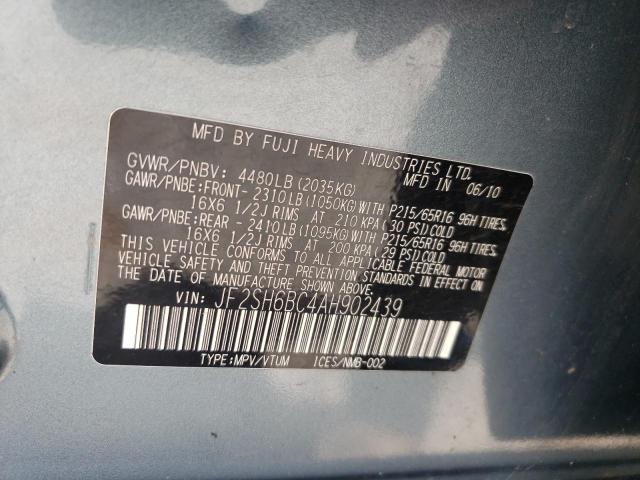 MFD BY FUJI HEAVY INDUSTRIES LTD.
GVWR/PNBV: 4480LB (2035KG) MFD IN 06/10
GAWR/PNBE:FRONT- 2310LB(1050KG)WITH P215/65R16 96H TIRES,
16X6 1/2J RIMS AT 210 KPA(30 PSI)COLD
GAWR/PNBE:REAR - 2410LB(1095KG)WITH P215/65R16 96H TIRES,
16X6 1/2J RIMS AT 200 KPA(29 PSI)COLD
THIS VEHICLE CONFORMS TO ALL APPLICABLE FEDERAL MOTOR
VEHICLE SAFETY AND THEFT PREVENTION STANDARDS IN EFFECT ON
THE DATE OF MANUFACTURE SHOWN ABOVE.
VIN: JF2SH6BC4AH902439
TYPE:MPV/VTUM ICES/NMB-002